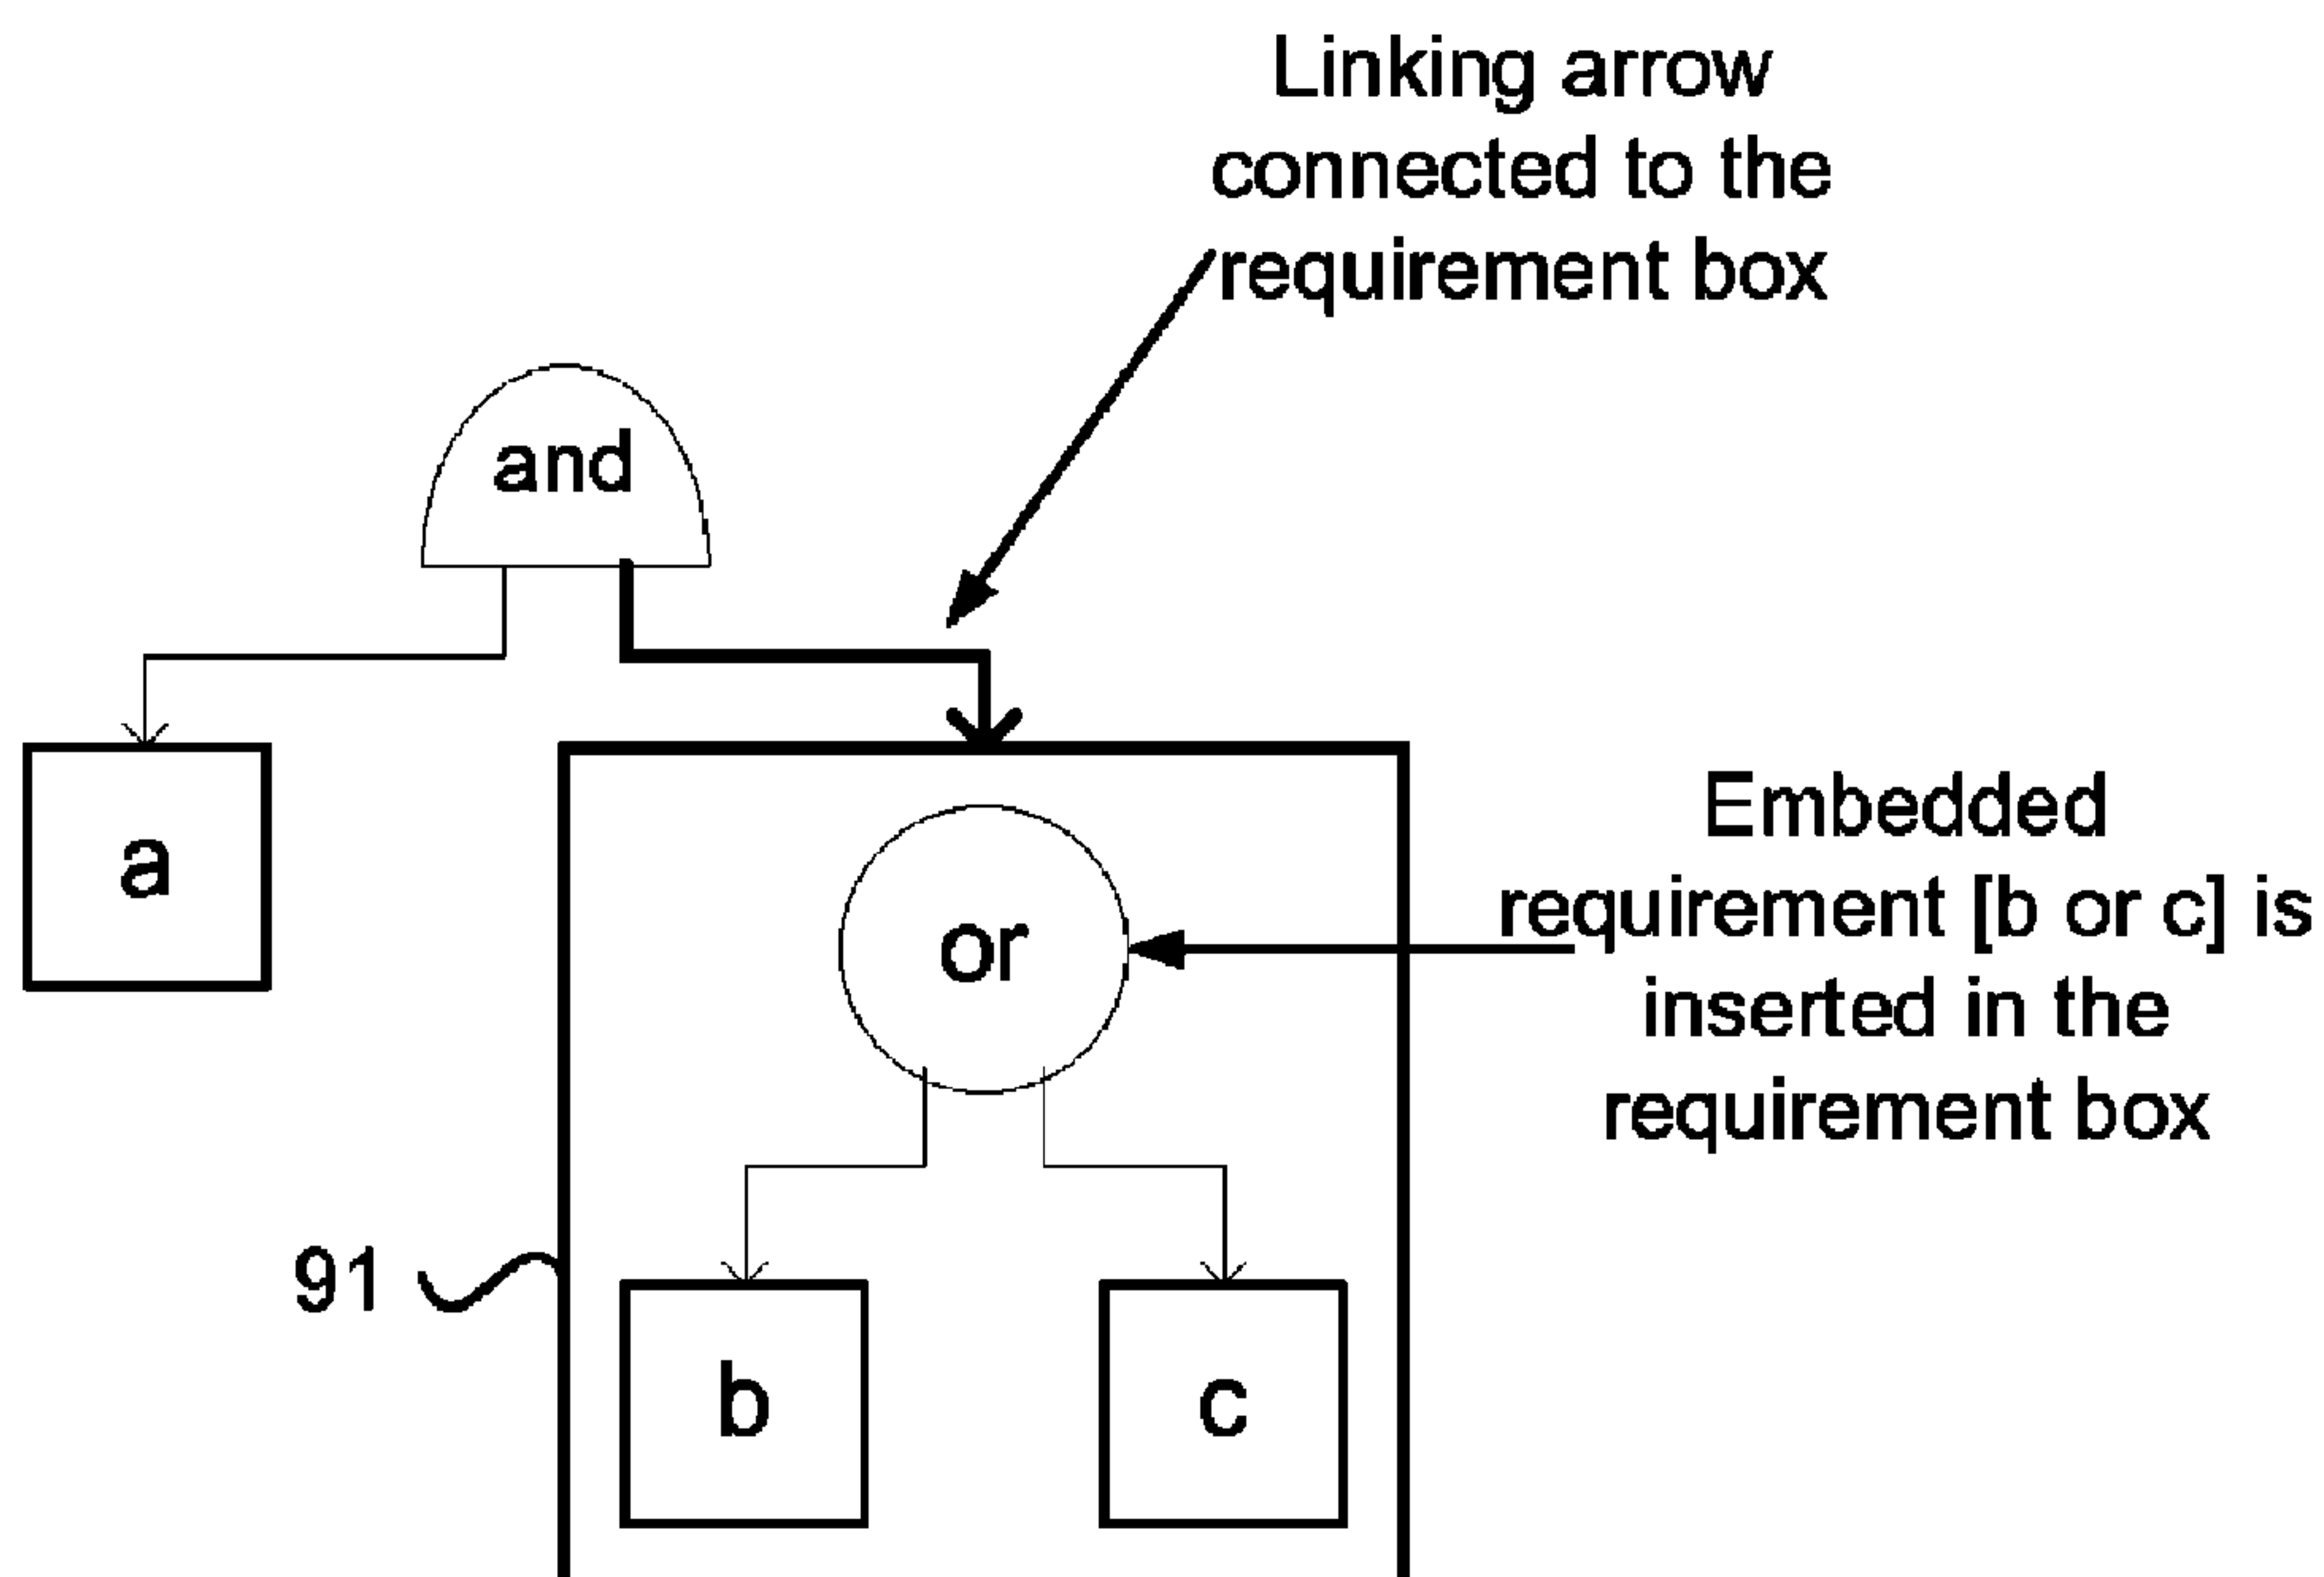 Linking arrow
connected to the
requirement box
and
a
or
Embedded
requirement [b or c] is
inserted in the
requirement box
91
b
c